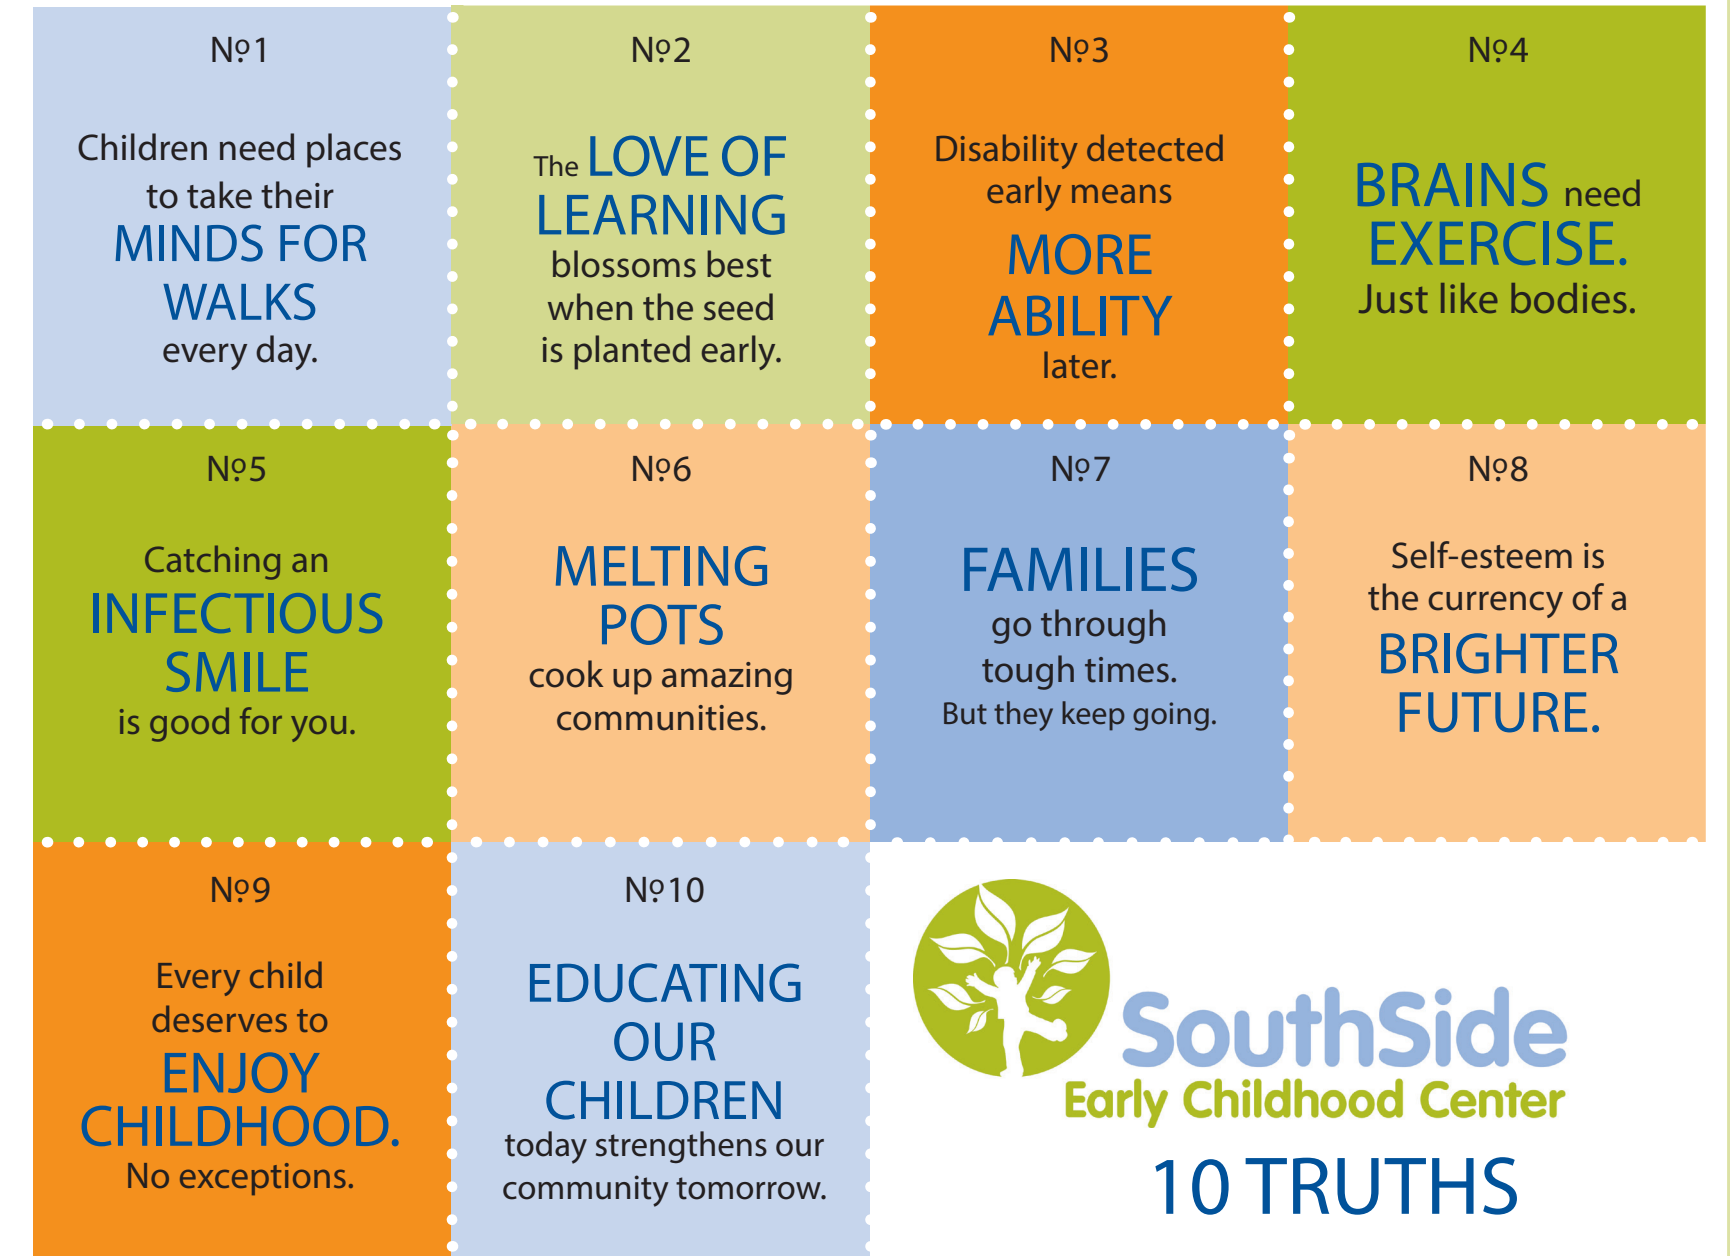 Nº1
Children need places
to take their
MINDS FOR
WALKS
every day.
Nº2
The LOVE OF
LEARNING
blossoms best
when the seed
is planted early.
Nº3
Disability detected
early means
MORE
ABILITY
later.
Nº4
BRAINS need
EXERCISE.
Just like bodies.
Nº5
Catching an
INFECTIOUS
SMILE
is good for you.
Nº6
MELTING
POTS
cook up amazing
communities.
Nº7
FAMILIES
go through
tough times.
But they keep going.
Nº8
Self-esteem is
the currency of a
BRIGHTER
FUTURE.
Nº9
Every child
deserves to
ENJOY
CHILDHOOD.
No exceptions.
Nº10
EDUCATING
OUR
CHILDREN
today strengthens our
community tomorrow.
SouthSide
Early Childhood Center
10 TRUTHS